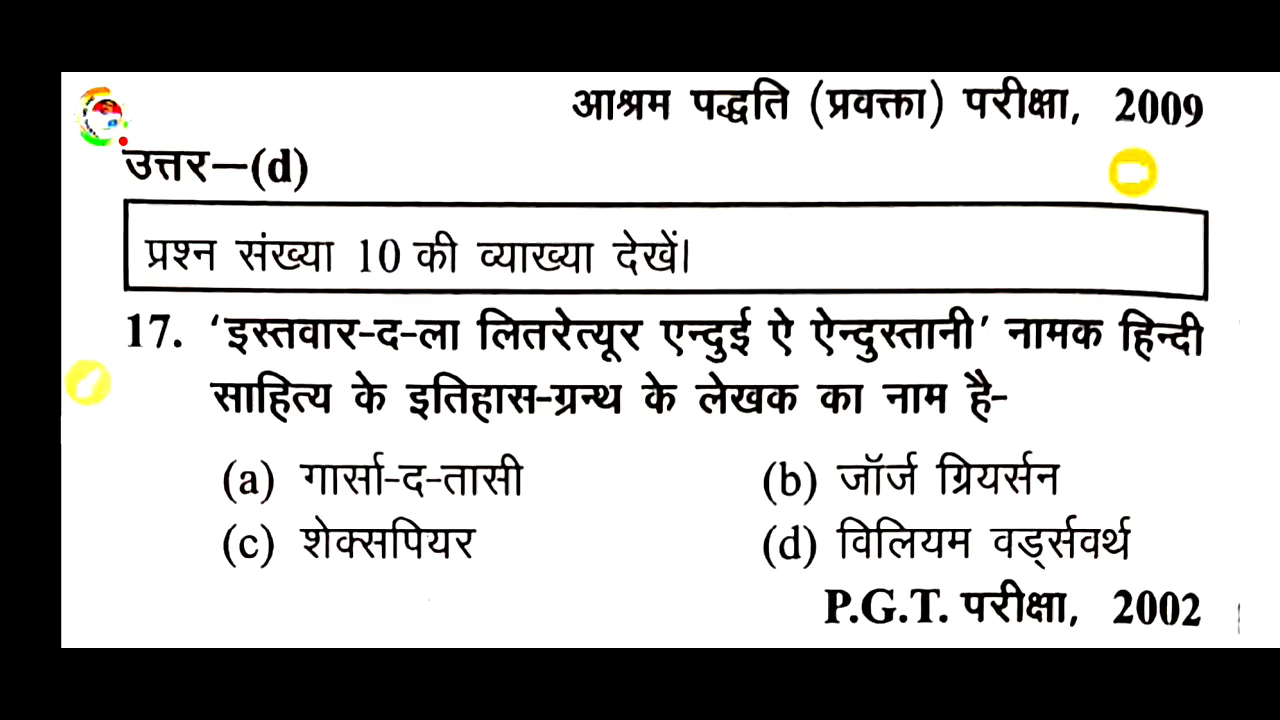 आश्रम पद्धति (प्रवक्ता) परीक्षा, 2009
उत्तर–(d)
प्रश्न संख्या 10 की व्याख्या देखें।
17. ‘इस्तवार-द-ला लितरेत्यूर एन्दुई ऐ ऐन्दुस्तानी’ नामक हिन्दी
साहित्य के इतिहास-ग्रन्थ के लेखक का नाम है-
(a) गार्सा-द-तासी (b) जॉर्ज ग्रियर्सन
(c) शेक्सपियर (d) विलियम वर्ड्सवर्थ
P.G.T. परीक्षा, 2002